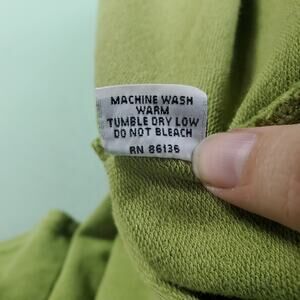 MACHINE WASH
WARM
TUMBLE DRY LOW
DO NOT BLEACH
RN 86136